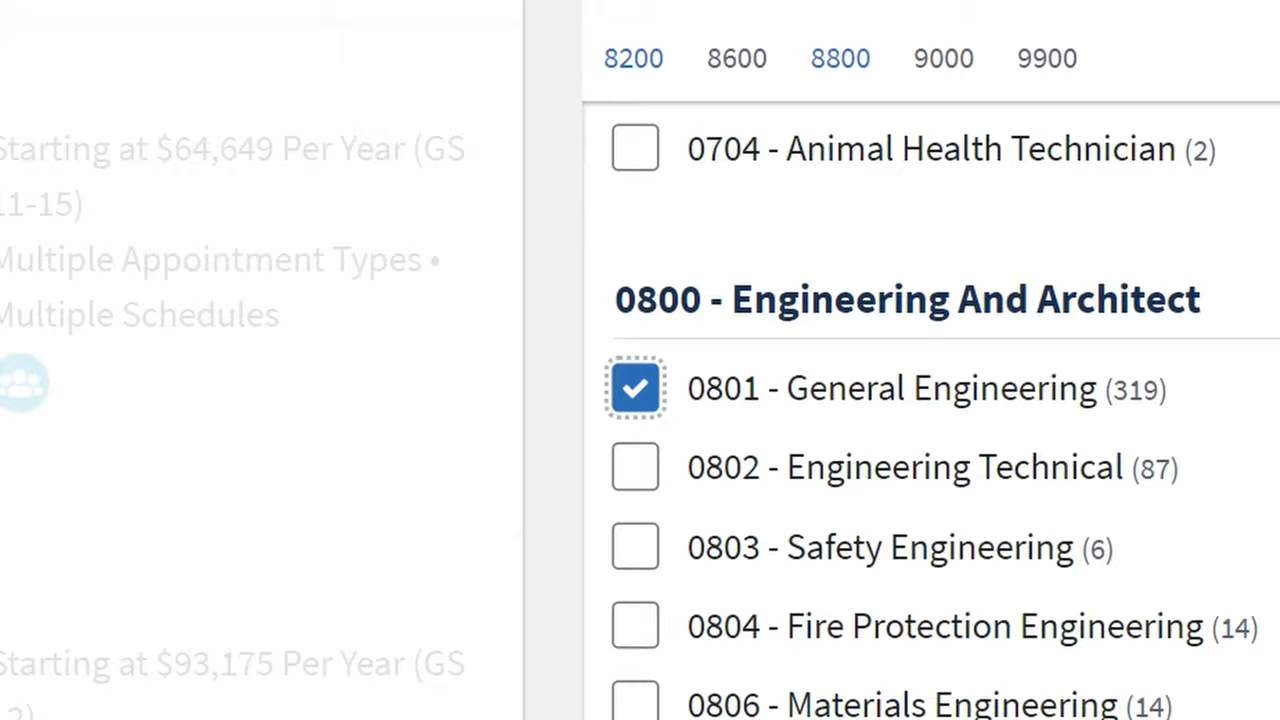 Starting at $64,649 Per Year (GS
11-15)
Multiple Appointment Types •
Multiple Schedules
Starting at $93,175 Per Year (GS
8200 8600 8800 9000 9900
0704 - Animal Health Technician (2)
0800 - Engineering And Architect
0801 - General Engineering (319)
0802 - Engineering Technical (87)
0803 - Safety Engineering (6)
0804 - Fire Protection Engineering (14)
0806 - Materials Engineering (14)